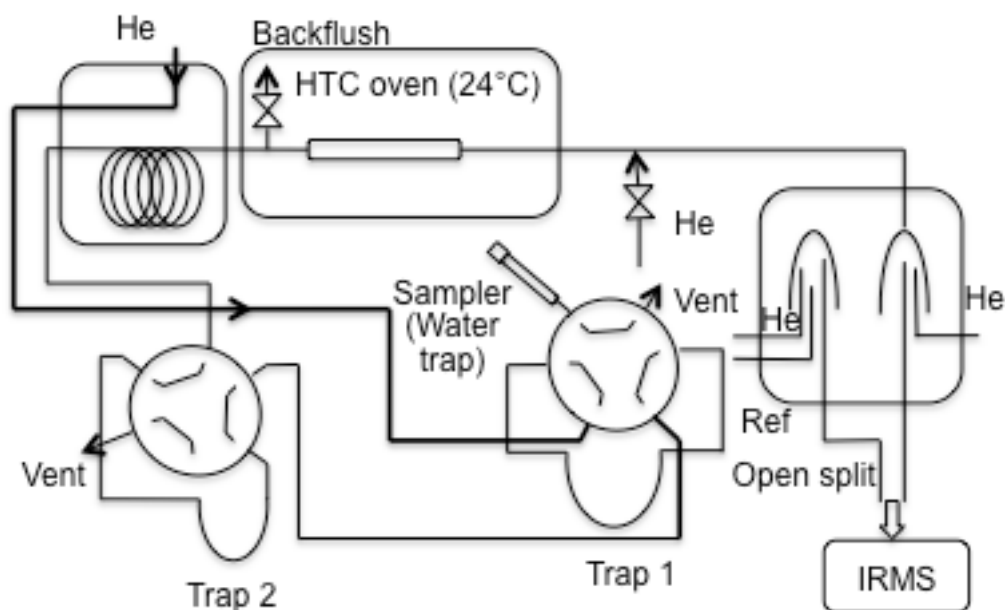 He
Backflush
HTC oven (24°C)
He
Sampler
(Water
trap)
Vent
He
He
Ref
Open split
Vent
Trap 2
Trap 1
IRMS